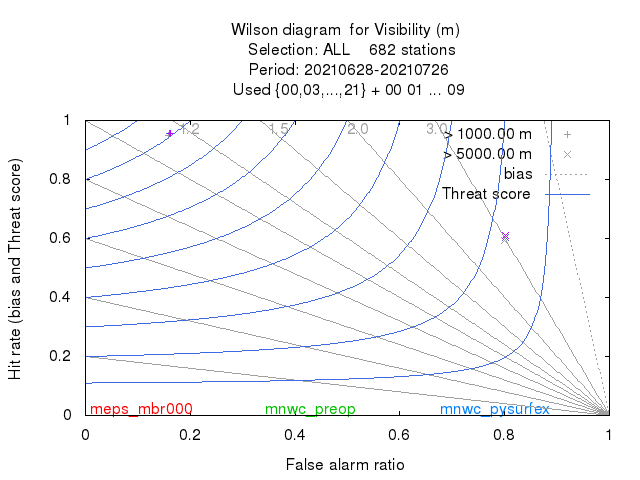 Wilson diagram  for Visibility (m)
Selection: ALL    682 stations
Period: 20210628-20210726
Used {00,03,...,21} + 00 01 ... 09
1.2 1.5 2.0 3.0
> 1000.00 m
> 5000.00 m
bias
Threat score
Hit rate (bias and Threat score)
1
0.8
0.6
0.4
0.2
0
meps_mbr000 mnwc_preop mnwc_pysurfex
0 0.2 0.4 0.6 0.8 1
False alarm ratio